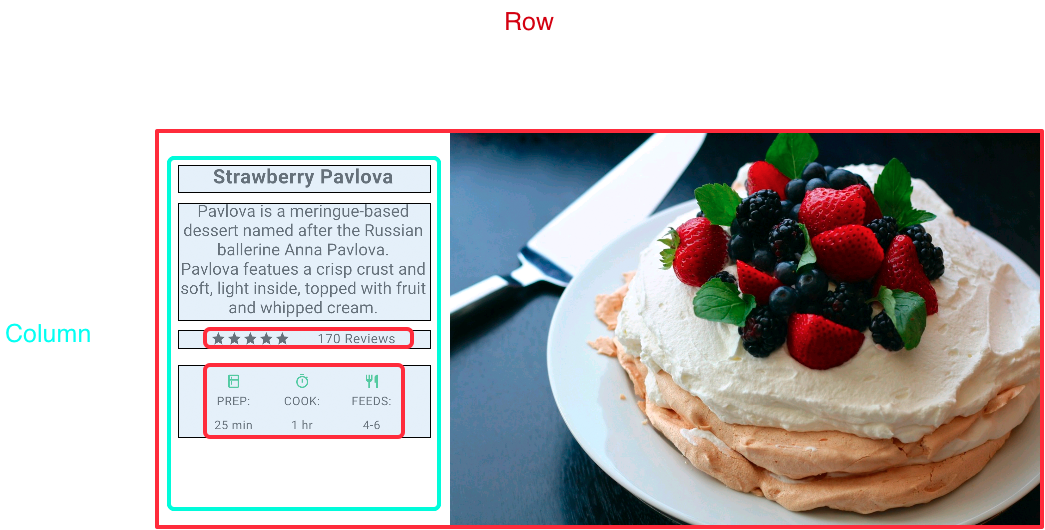 Row
Strawberry Pavlova
Pavlova is a meringue-based
dessert named after the Russian
ballerine Anna Pavlova.
Pavlova featues a crisp crust and
soft, light inside, topped with fruit
and whipped cream.
Column
170 Reviews
PREP: COOK: FEEDS:
25 min 1 hr 4-6